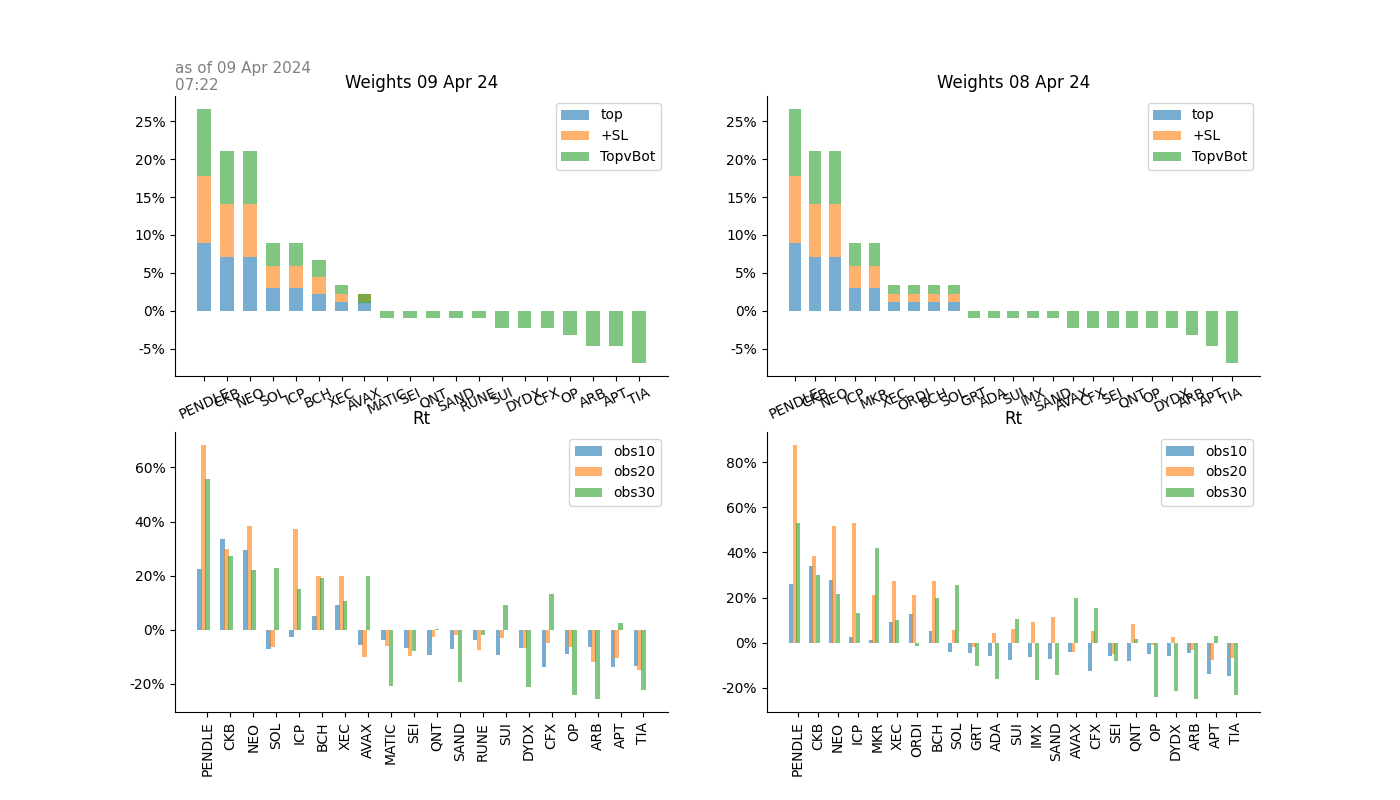 as of 09 Apr 2024
07:22
Weights 09 Apr 24
25%
20%
15%
10%
5%
0%
-5%
top
+SL
TopvBot
PENDLE CKB NEO SOL ICP BCH XEC AVAX MATIC SEI QNT SAND RUNE SUI DYDX CFX OP ARB APT TIA
Weights 08 Apr 24
25%
20%
15%
10%
5%
0%
-5%
top
+SL
TopvBot
PENDLE CKB NEO ICP MKR XEC ORDI BCH SOL GRT ADA SUI IMX SAND AVAX CFX SEI QNT OP DYDX ARB APT TIA
Rt
60%
40%
20%
0%
-20%
obs10
obs20
obs30
PENDLE CKB NEO SOL ICP BCH XEC AVAX MATIC SEI QNT SAND RUNE SUI DYDX CFX OP ARB APT TIA
Rt
80%
60%
40%
20%
0%
-20%
obs10
obs20
obs30
PENDLE CKB NEO ICP MKR XEC ORDI BCH SOL GRT ADA SUI IMX SAND AVAX CFX SEI QNT OP DYDX ARB APT TIA